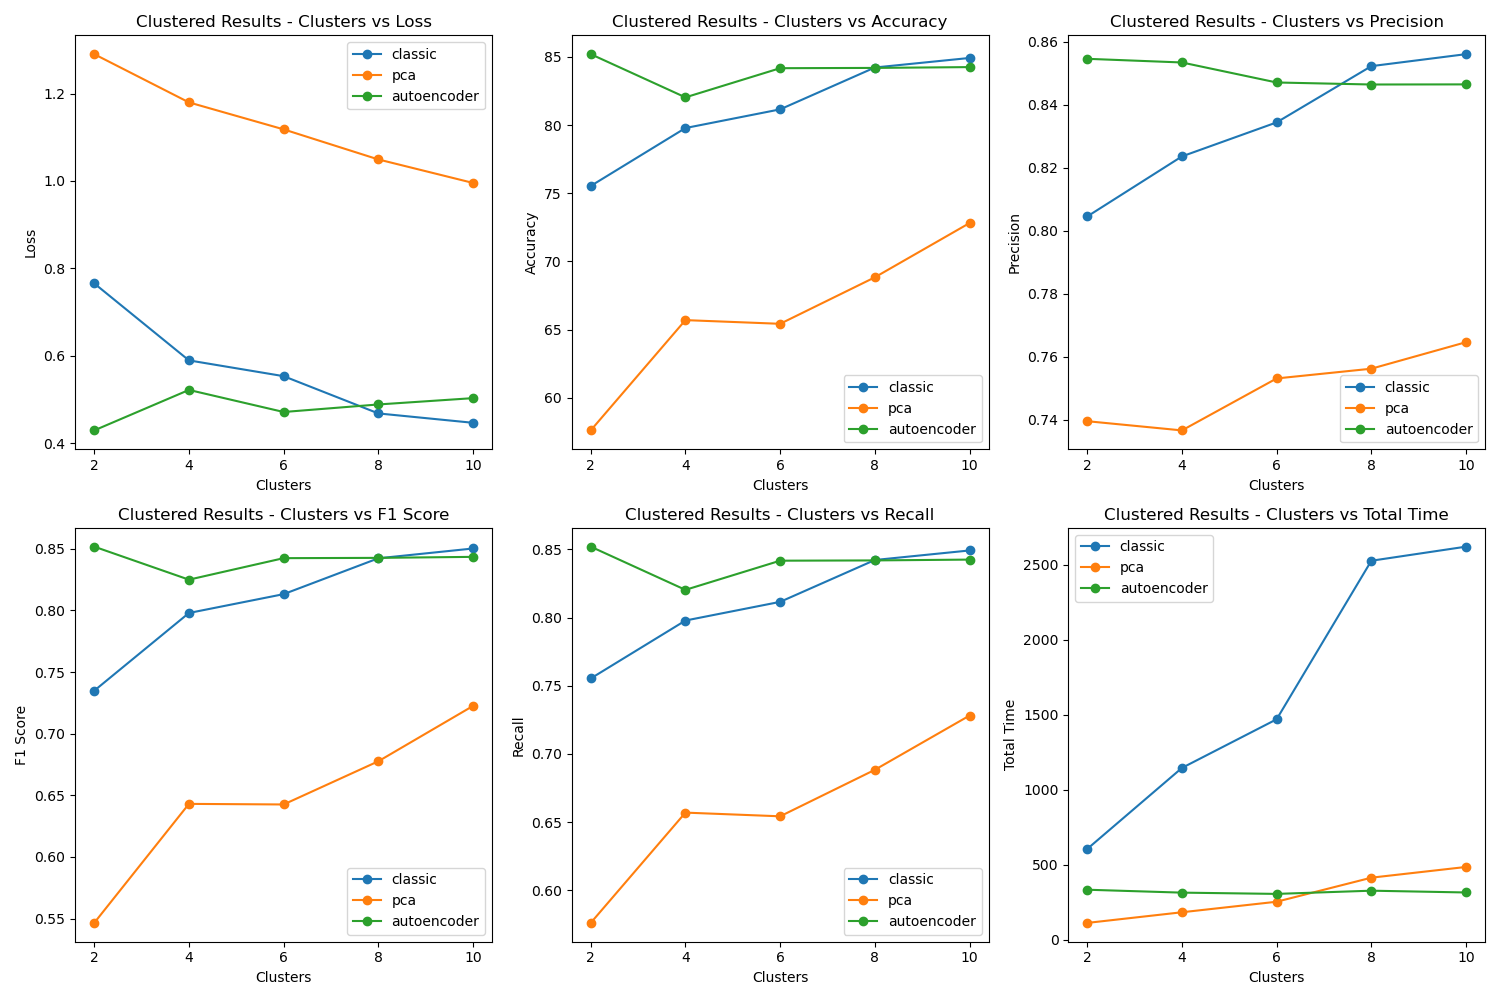 Clustered Results - Clusters vs Loss
classic
pca
autoencoder
1.2
1.0
0.8
0.6
0.4
Loss
2 4 6 8 10
Clusters
Clustered Results - Clusters vs Accuracy
85
80
75
70
65
60
Accuracy
classic
pca
autoencoder
2 4 6 8 10
Clusters
Clustered Results - Clusters vs Precision
0.86
0.84
0.82
0.80
0.78
0.76
0.74
Precision
classic
pca
autoencoder
2 4 6 8 10
Clusters
Clustered Results - Clusters vs F1 Score
0.85
0.80
0.75
0.70
0.65
0.60
0.55
F1 Score
classic
pca
autoencoder
2 4 6 8 10
Clusters
Clustered Results - Clusters vs Recall
0.85
0.80
0.75
0.70
0.65
0.60
Recall
classic
pca
autoencoder
2 4 6 8 10
Clusters
Clustered Results - Clusters vs Total Time
classic
pca
autoencoder
2500
2000
1500
1000
500
0
Total Time
2 4 6 8 10
Clusters